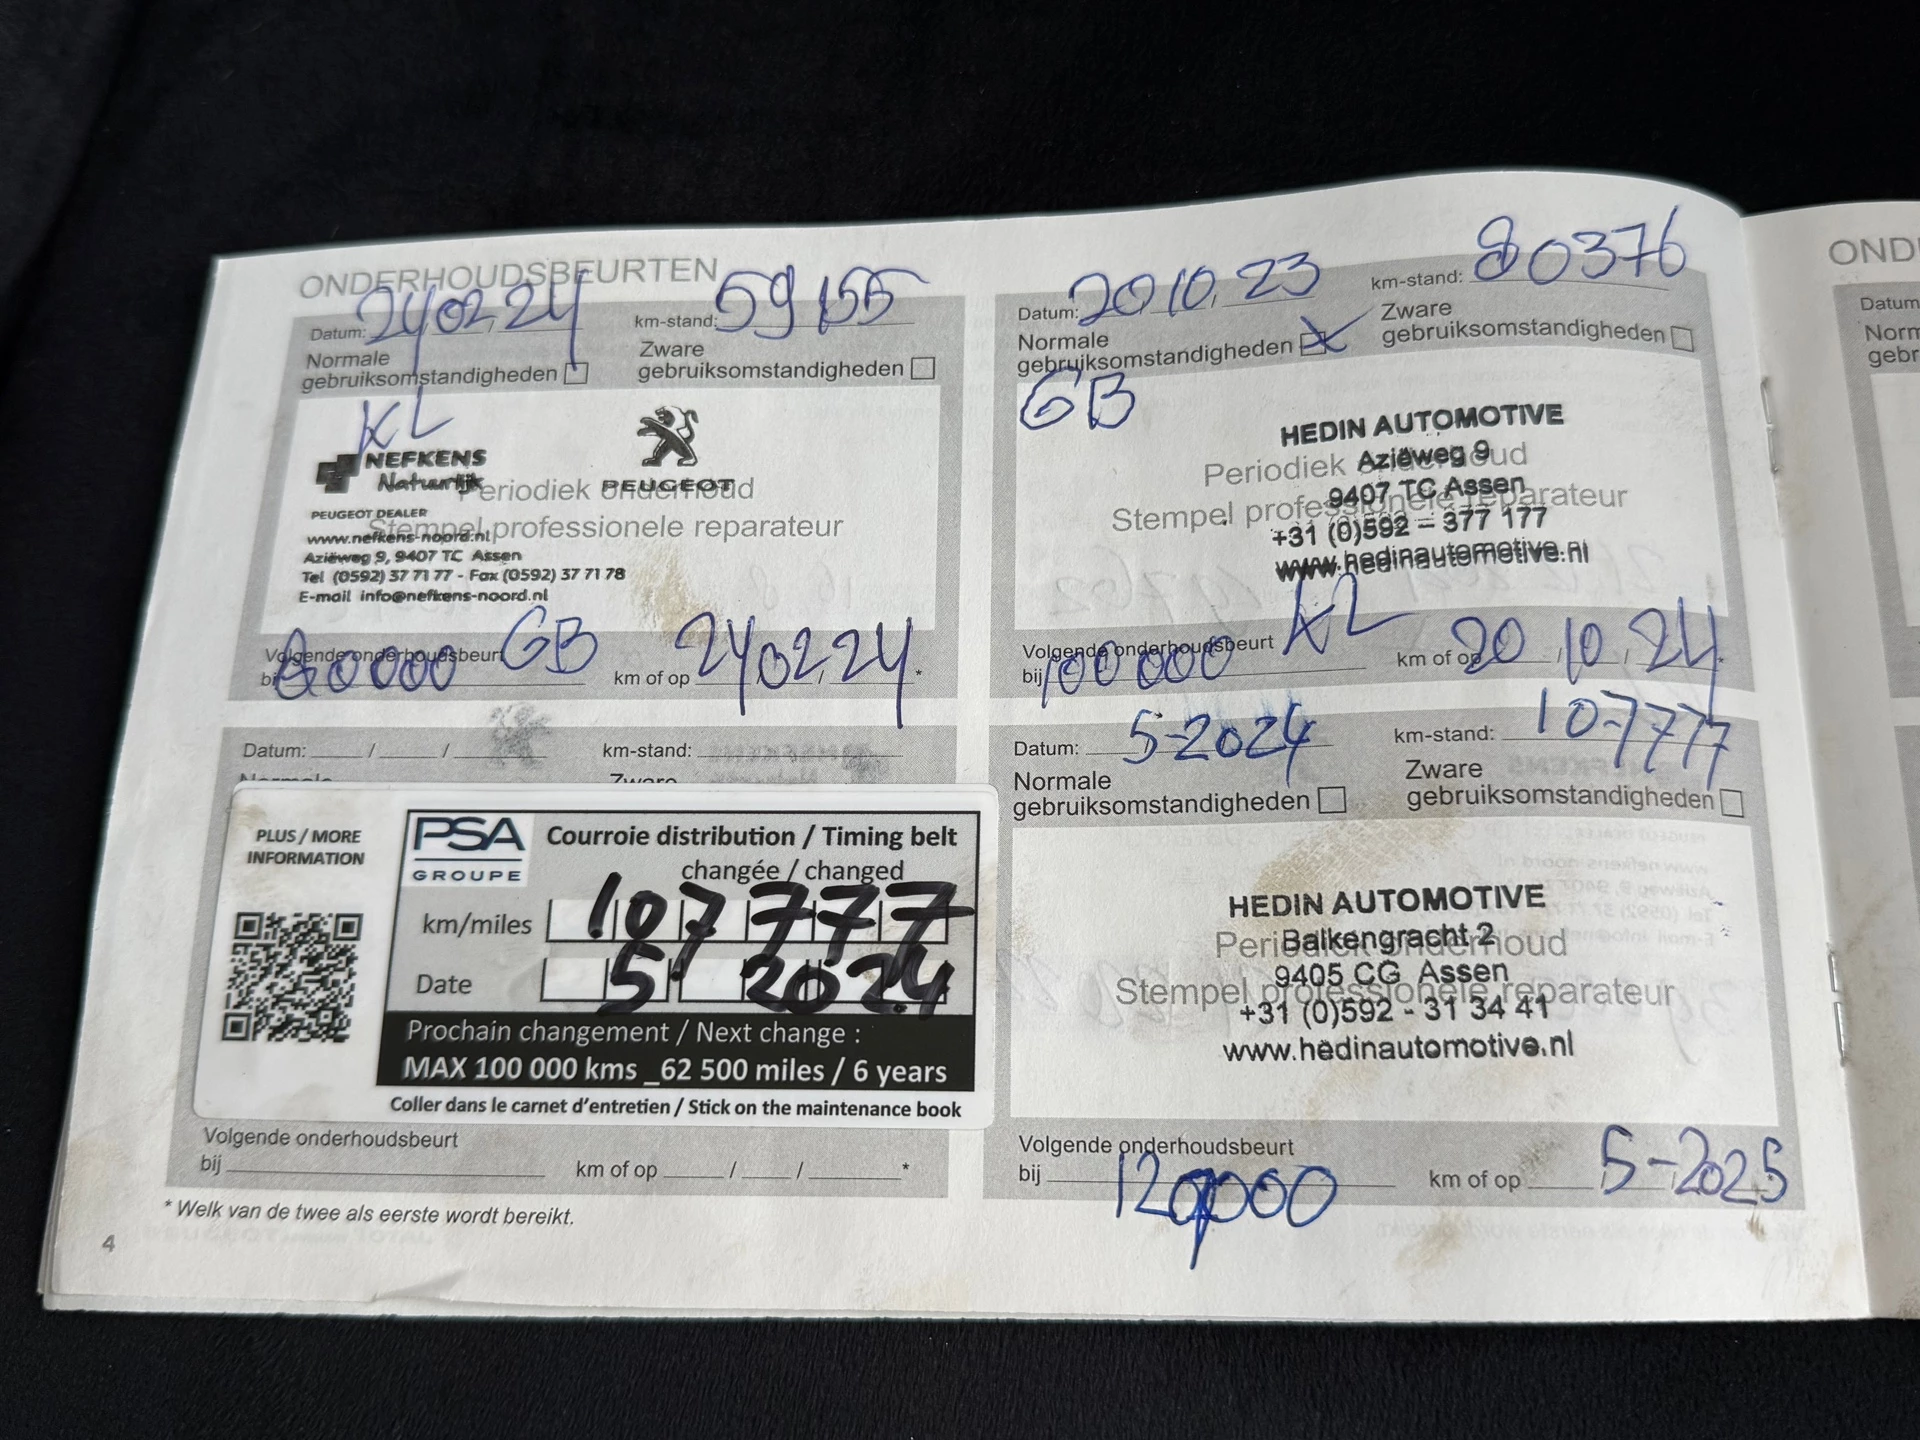 ONDERHOUDSBEURTEN
Datum: 24 02 24 km-stand: 59155
Normale gebruiksomstandigheden
Zware gebruiksomstandigheden
KL
NEFKENS
Natuurlijk
PEUGEOT
Periodiek onderhoud
Stempel professionele reparateur
PEUGEOT DEALER
www.nefkens-noord.nl
Aziëweg 9, 9407 TC Assen
Tel (0592) 37 71 77 - Fax (0592) 37 71 78
E-mail info@nefkens-noord.nl
Volgende onderhoudsbeurt GB
bij 80000 km of op 24 02 24 *
Datum: / / km-stand:
Normale
Zware
PLUS / MORE
INFORMATION
PSA
GROUPE
Courroie distribution / Timing belt
changée / changed
km/miles 107777
Date 5 2024
Prochain changement / Next change :
MAX 100 000 kms _62 500 miles / 6 years
Coller dans le carnet d'entretien / Stick on the maintenance book
Volgende onderhoudsbeurt
bij km of op / / *
* Welk van de twee als eerste wordt bereikt.
4
Datum: 20 10 23 km-stand: 80376
Normale
gebruiksomstandigheden
Zware
gebruiksomstandigheden
GB
HEDIN AUTOMOTIVE
Aziëweg 9
Periodiek onderhoud
9407 TC Assen
Stempel professionele reparateur
+31 (0)592 - 377 177
www.hedinautomotive.nl
Volgende onderhoudsbeurt KL
bij 100000 km of op 20 10 24 *
Datum: 5-2024 km-stand: 107777
Normale
gebruiksomstandigheden
Zware
gebruiksomstandigheden
HEDIN AUTOMOTIVE
Balkengracht 2
Periodiek onderhoud
9405 CG Assen
Stempel professionele reparateur
+31 (0)592 - 31 34 41
www.hedinautomotive.nl
Volgende onderhoudsbeurt
bij 120000 km of op 5-2025
OND
Datum
Norm
gebr